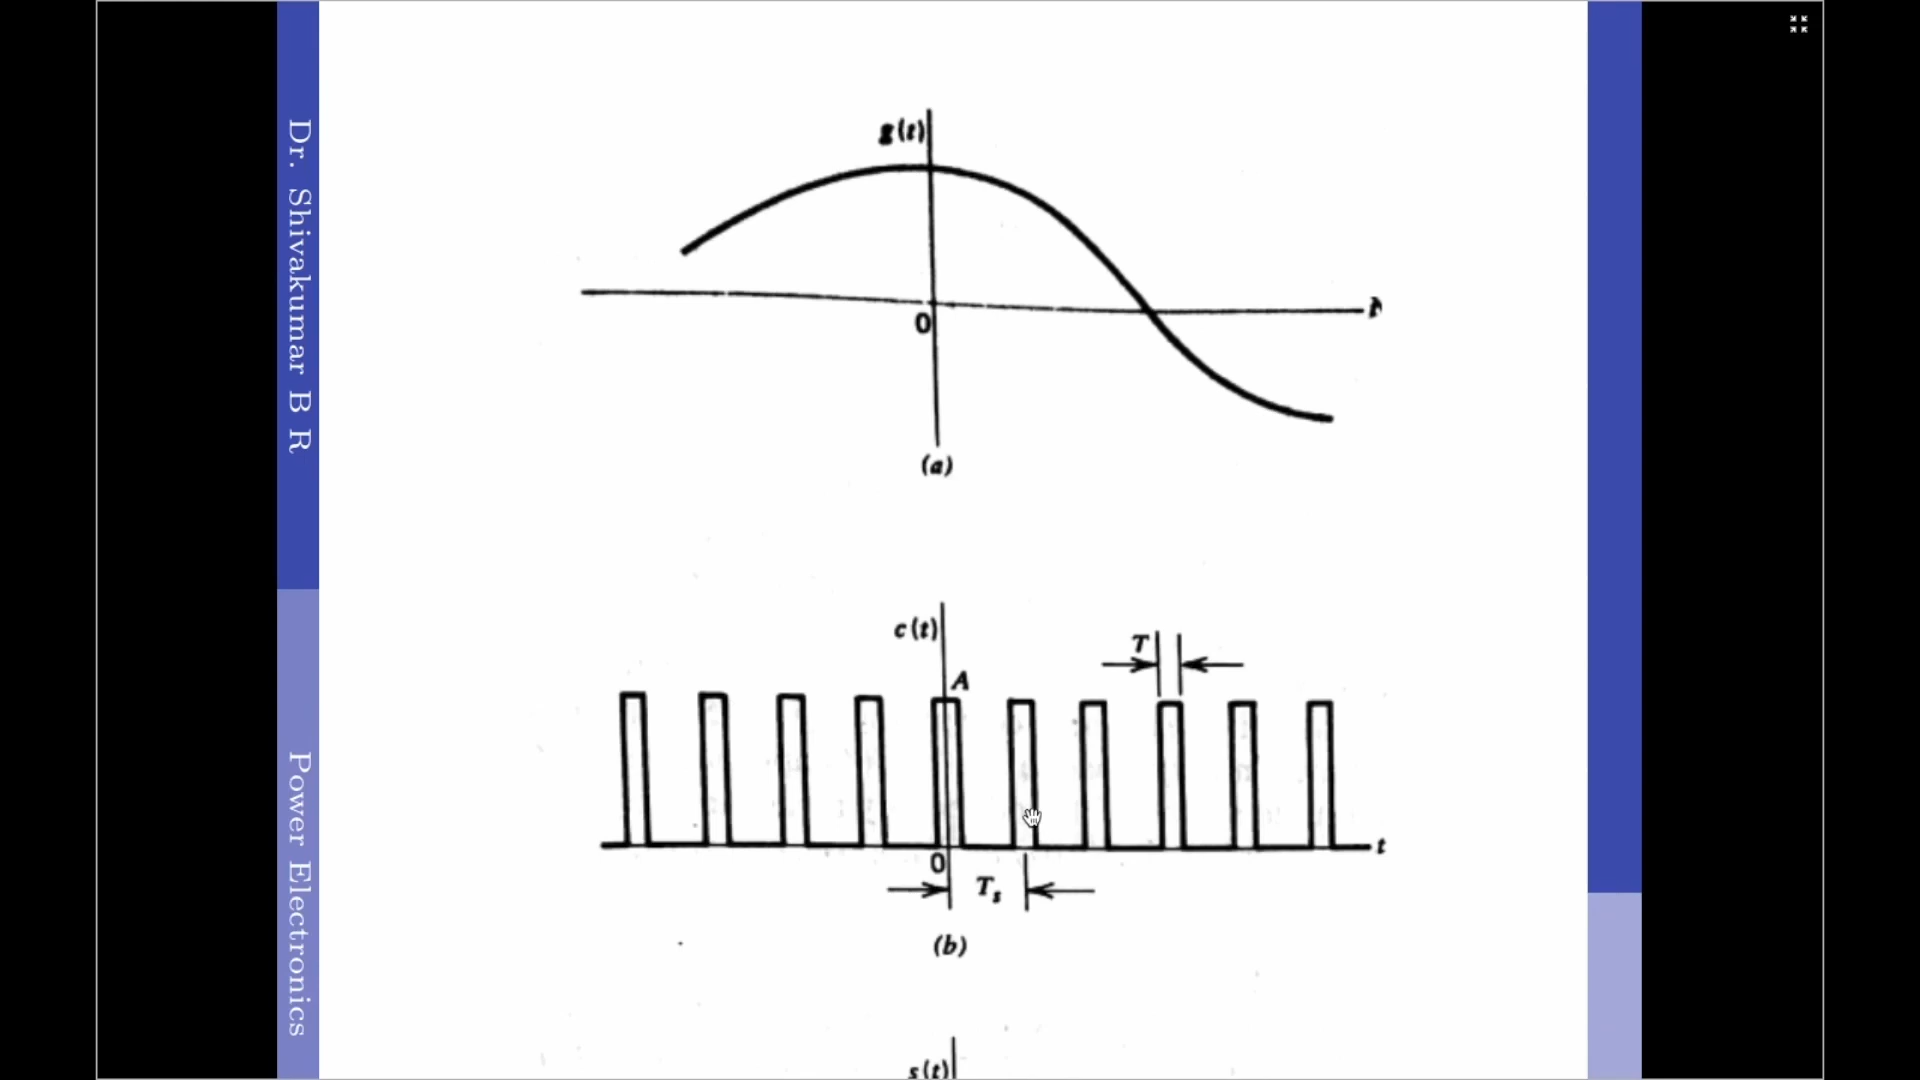 Dr. Shivakumar B R
Power Electronics
g(t)
0
t
(a)
c(t)
T
A
0
t
T_s
(b)
s(t)